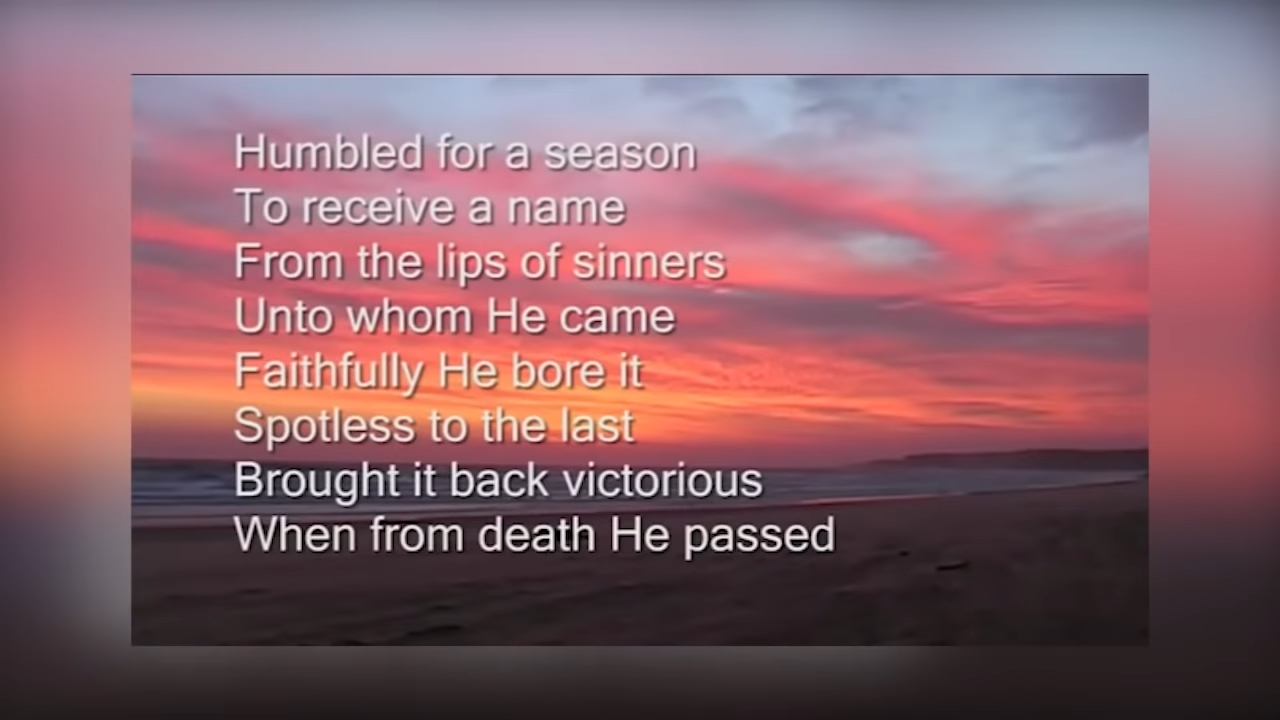 Humbled for a season
To receive a name
From the lips of sinners
Unto whom He came
Faithfully He bore it
Spotless to the last
Brought it back victorious
When from death He passed